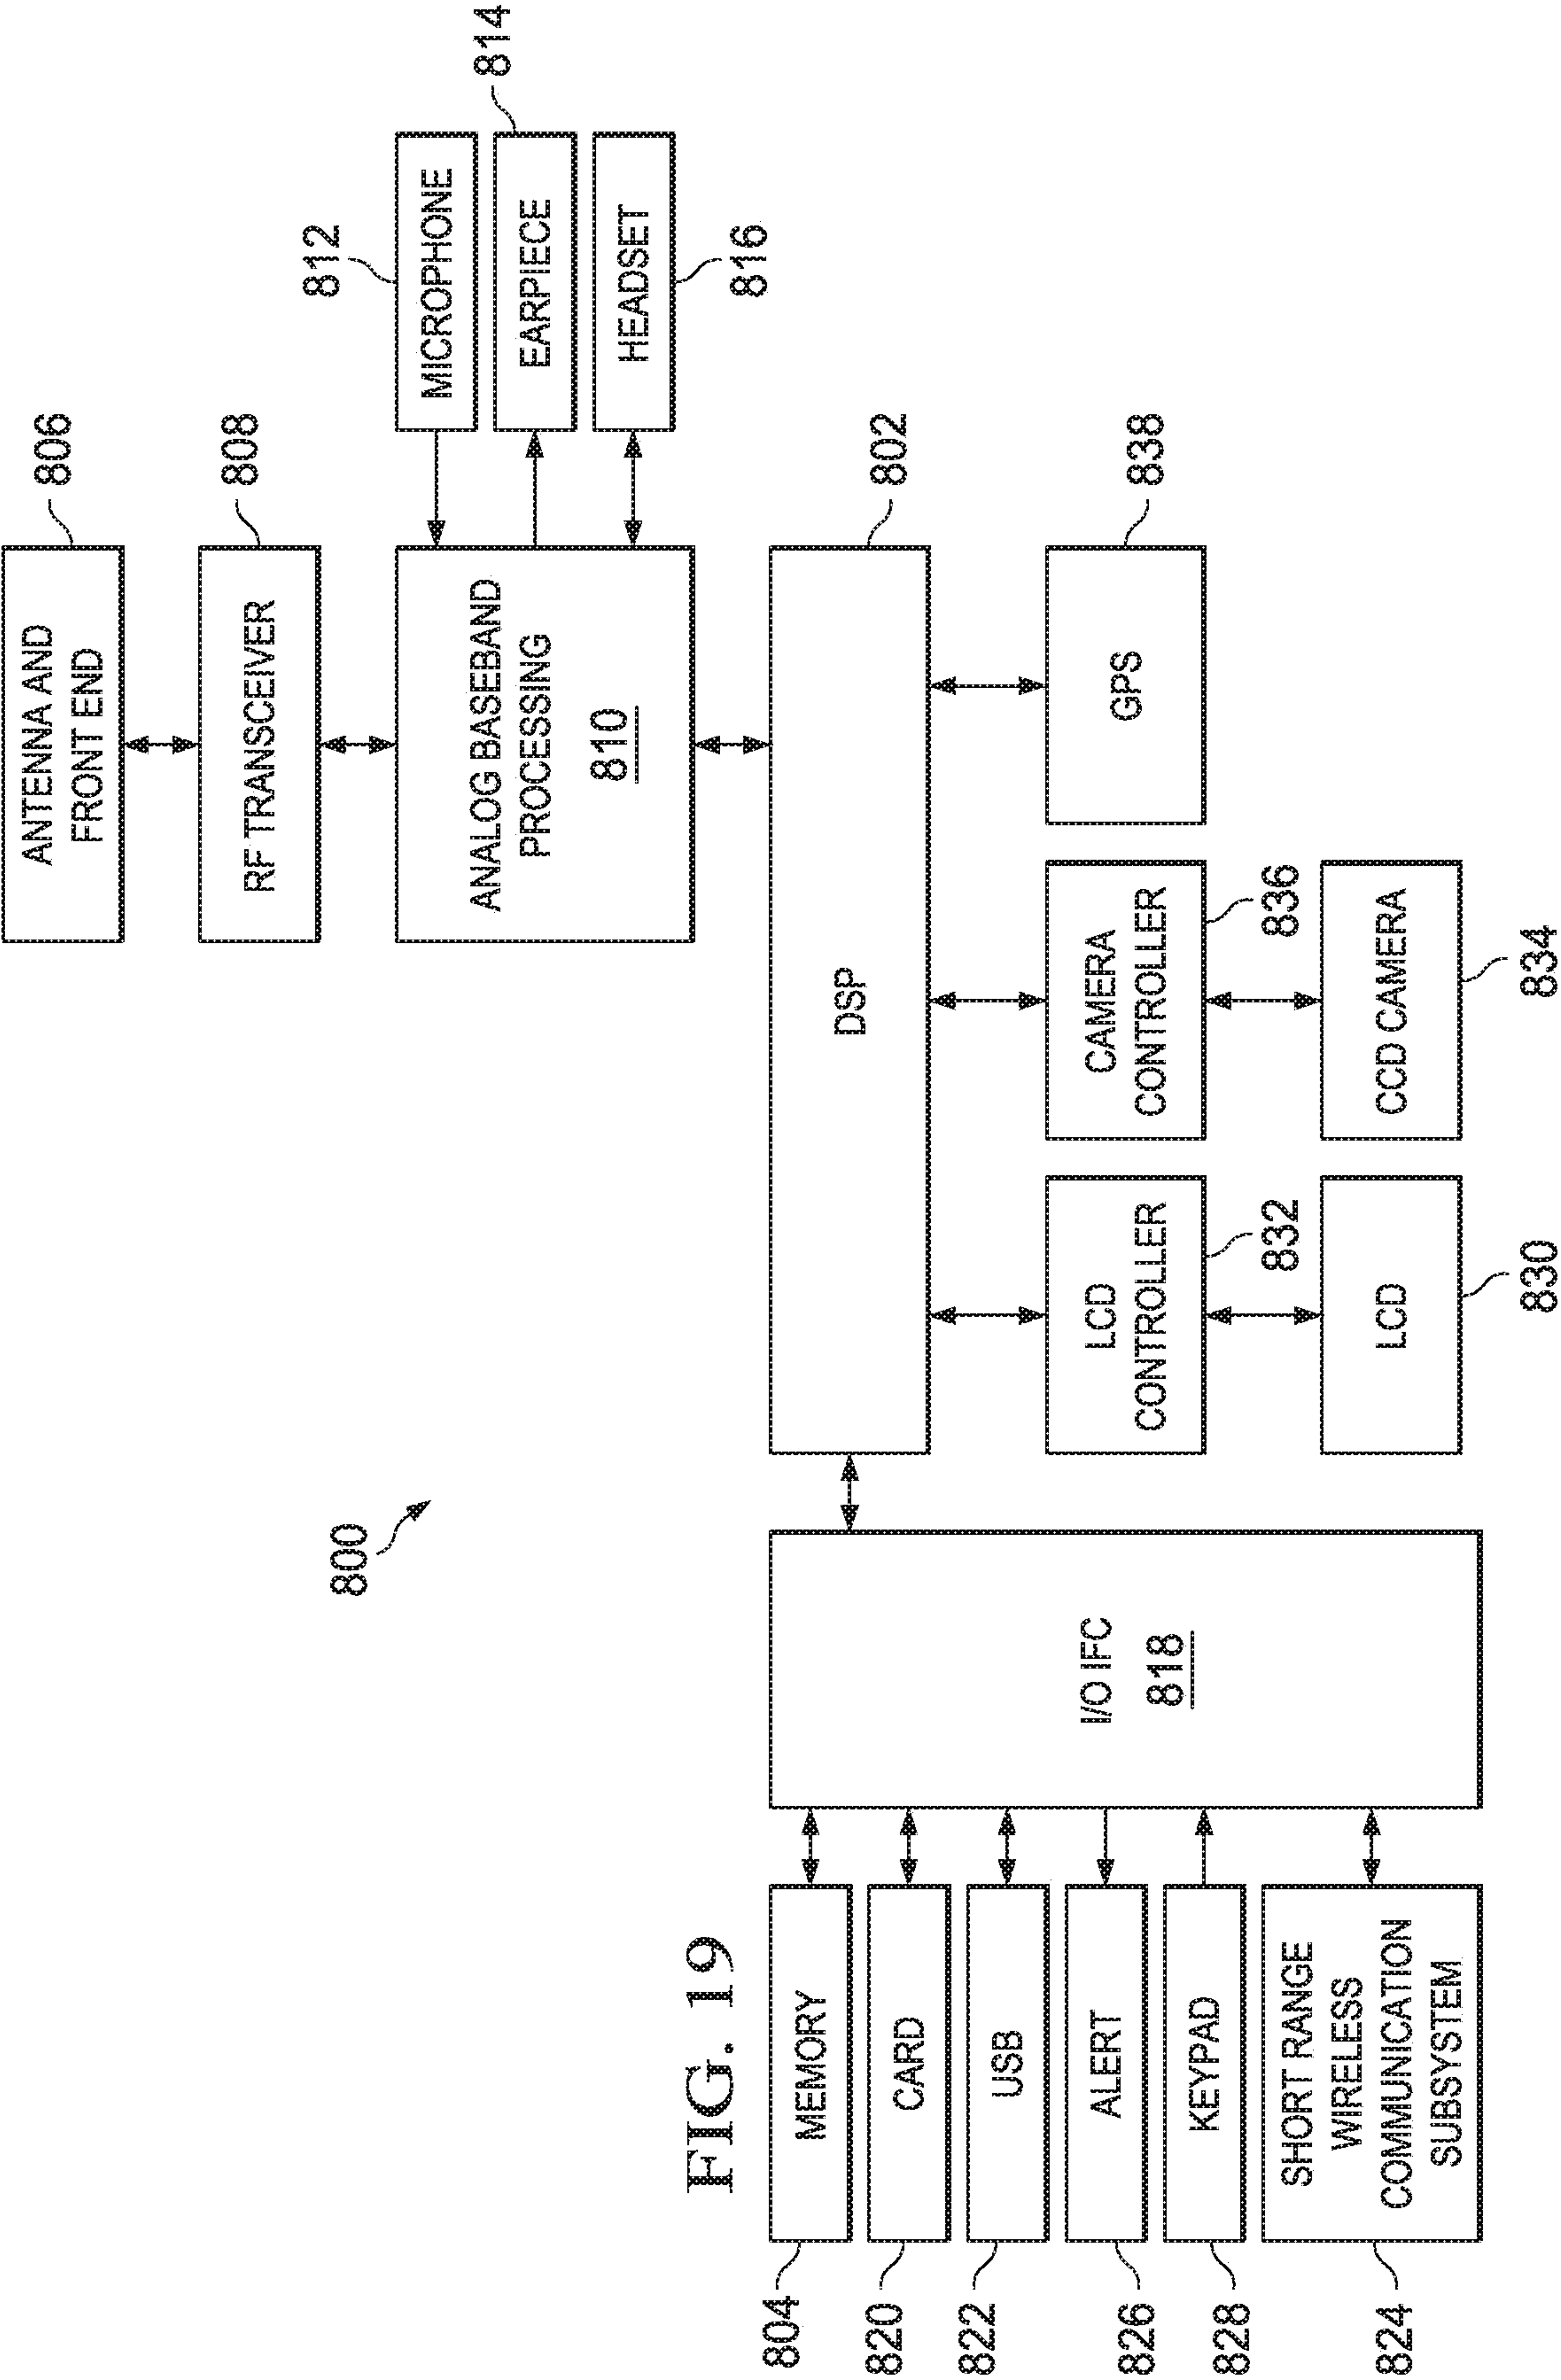 ANTENNA AND
FRONT END
806
RF TRANSCEIVER
808
ANALOG BASEBAND
PROCESSING
810
812
MICROPHONE
814
EARPIECE
HEADSET
816
800
DSP
802
LCD
CONTROLLER
832
CAMERA
CONTROLLER
836
GPS
838
LCD
830
CCD CAMERA
834
I/O IFC
818
FIG. 19
804
MEMORY
820
CARD
822
USB
826
ALERT
828
KEYPAD
824
SHORT RANGE
WIRELESS
COMMUNICATION
SUBSYSTEM